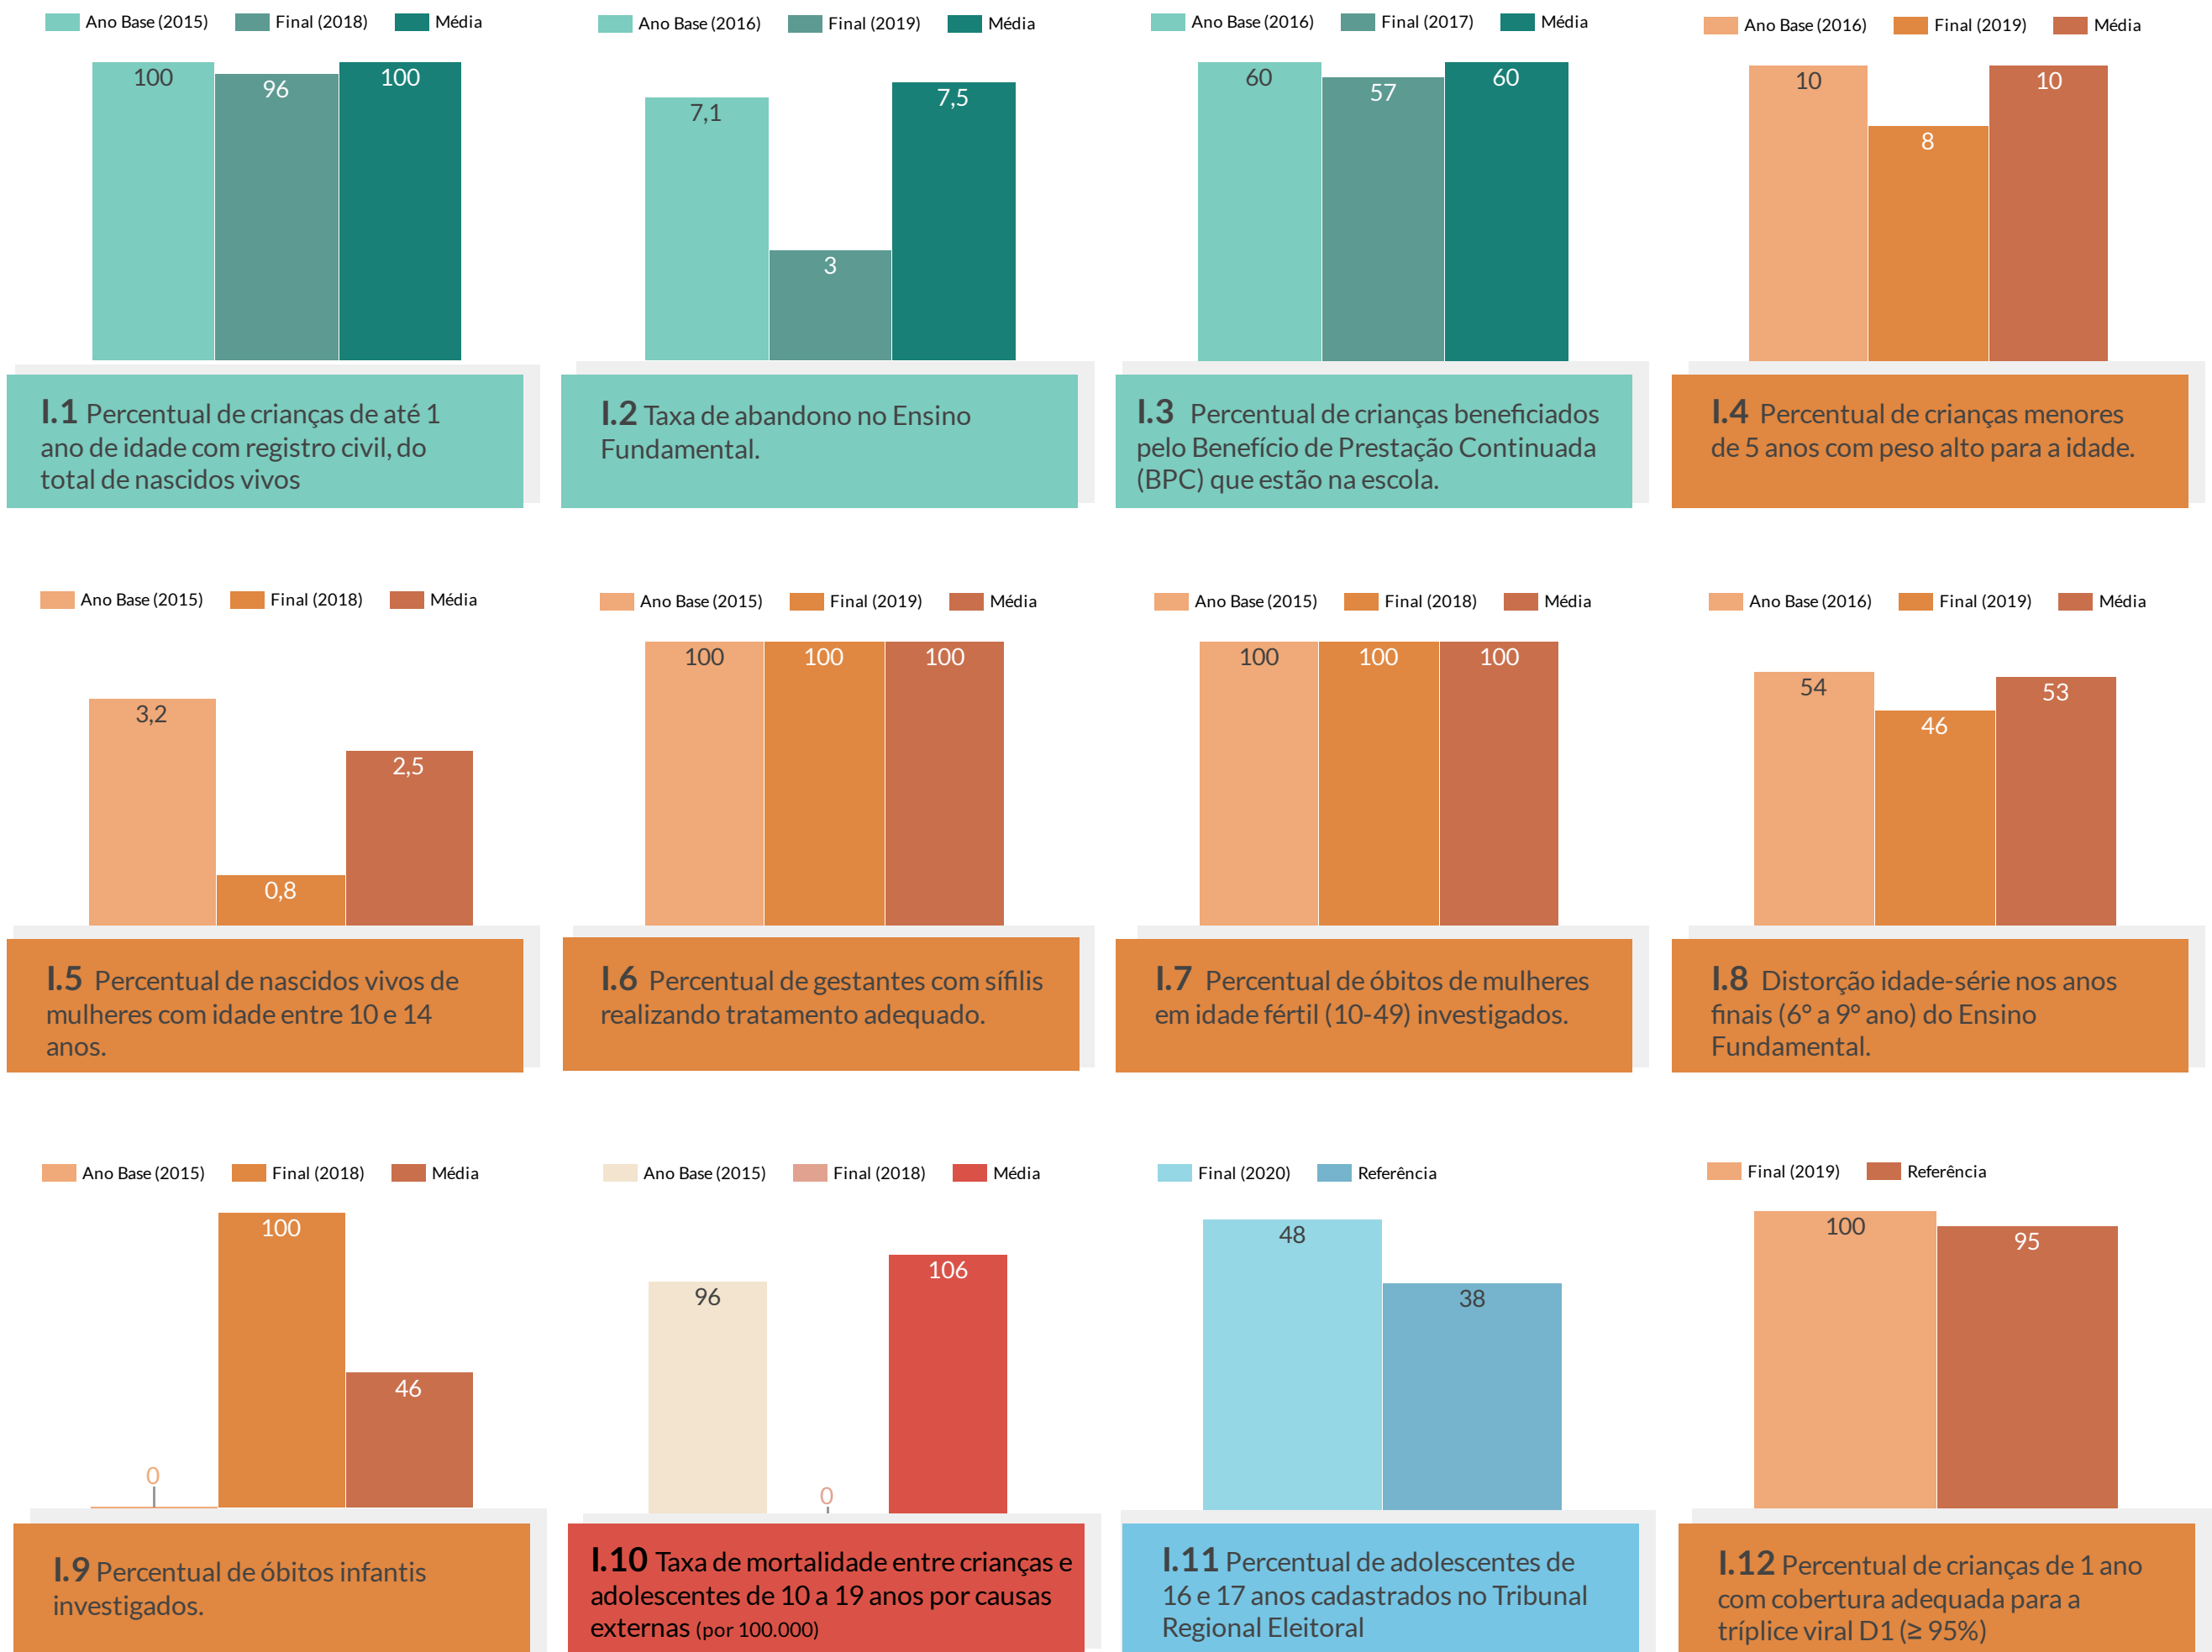 Ano Base (2015) Final (2018) Média
100 96 100
I.1 Percentual de crianças de até 1
ano de idade com registro civil, do
total de nascidos vivos
Ano Base (2016) Final (2019) Média
7,1 3 7,5
I.2 Taxa de abandono no Ensino
Fundamental.
Ano Base (2016) Final (2017) Média
60 57 60
I.3 Percentual de crianças beneficiados
pelo Benefício de Prestação Continuada
(BPC) que estão na escola.
Ano Base (2016) Final (2019) Média
10 8 10
I.4 Percentual de crianças menores
de 5 anos com peso alto para a idade.
Ano Base (2015) Final (2018) Média
3,2 0,8 2,5
I.5 Percentual de nascidos vivos de
mulheres com idade entre 10 e 14
anos.
Ano Base (2015) Final (2019) Média
100 100 100
I.6 Percentual de gestantes com sífilis
realizando tratamento adequado.
Ano Base (2015) Final (2018) Média
100 100 100
I.7 Percentual de óbitos de mulheres
em idade fértil (10-49) investigados.
Ano Base (2016) Final (2019) Média
54 46 53
I.8 Distorção idade-série nos anos
finais (6º a 9º ano) do Ensino
Fundamental.
Ano Base (2015) Final (2018) Média
0 100 46
I.9 Percentual de óbitos infantis
investigados.
Ano Base (2015) Final (2018) Média
96 0 106
I.10 Taxa de mortalidade entre crianças e
adolescentes de 10 a 19 anos por causas
externas (por 100.000)
Final (2020) Referência
48 38
I.11 Percentual de adolescentes de
16 e 17 anos cadastrados no Tribunal
Regional Eleitoral
Final (2019) Referência
100 95
I.12 Percentual de crianças de 1 ano
com cobertura adequada para a
tríplice viral D1 (≥ 95%)